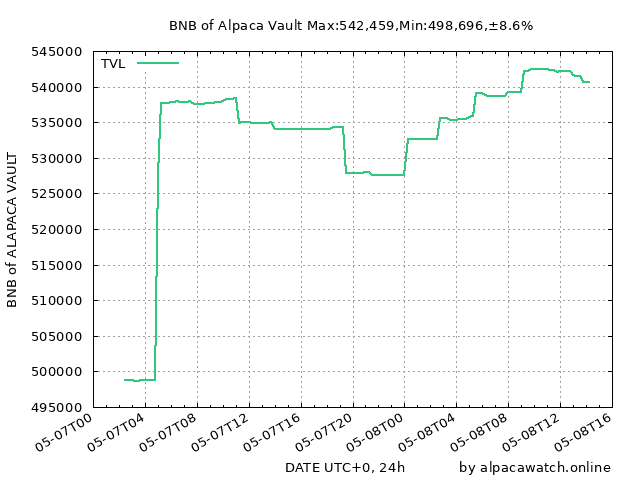 BNB of Alpaca Vault Max:542,459,Min:498,696,±8.6%
TVL
BNB of ALAPACA VAULT
545000
540000
535000
530000
525000
520000
515000
510000
505000
500000
495000
05-07T00
05-07T04
05-07T08
05-07T12
05-07T16
05-07T20
05-08T00
05-08T04
05-08T08
05-08T12
05-08T16
DATE UTC+0, 24h
by alpacawatch.online